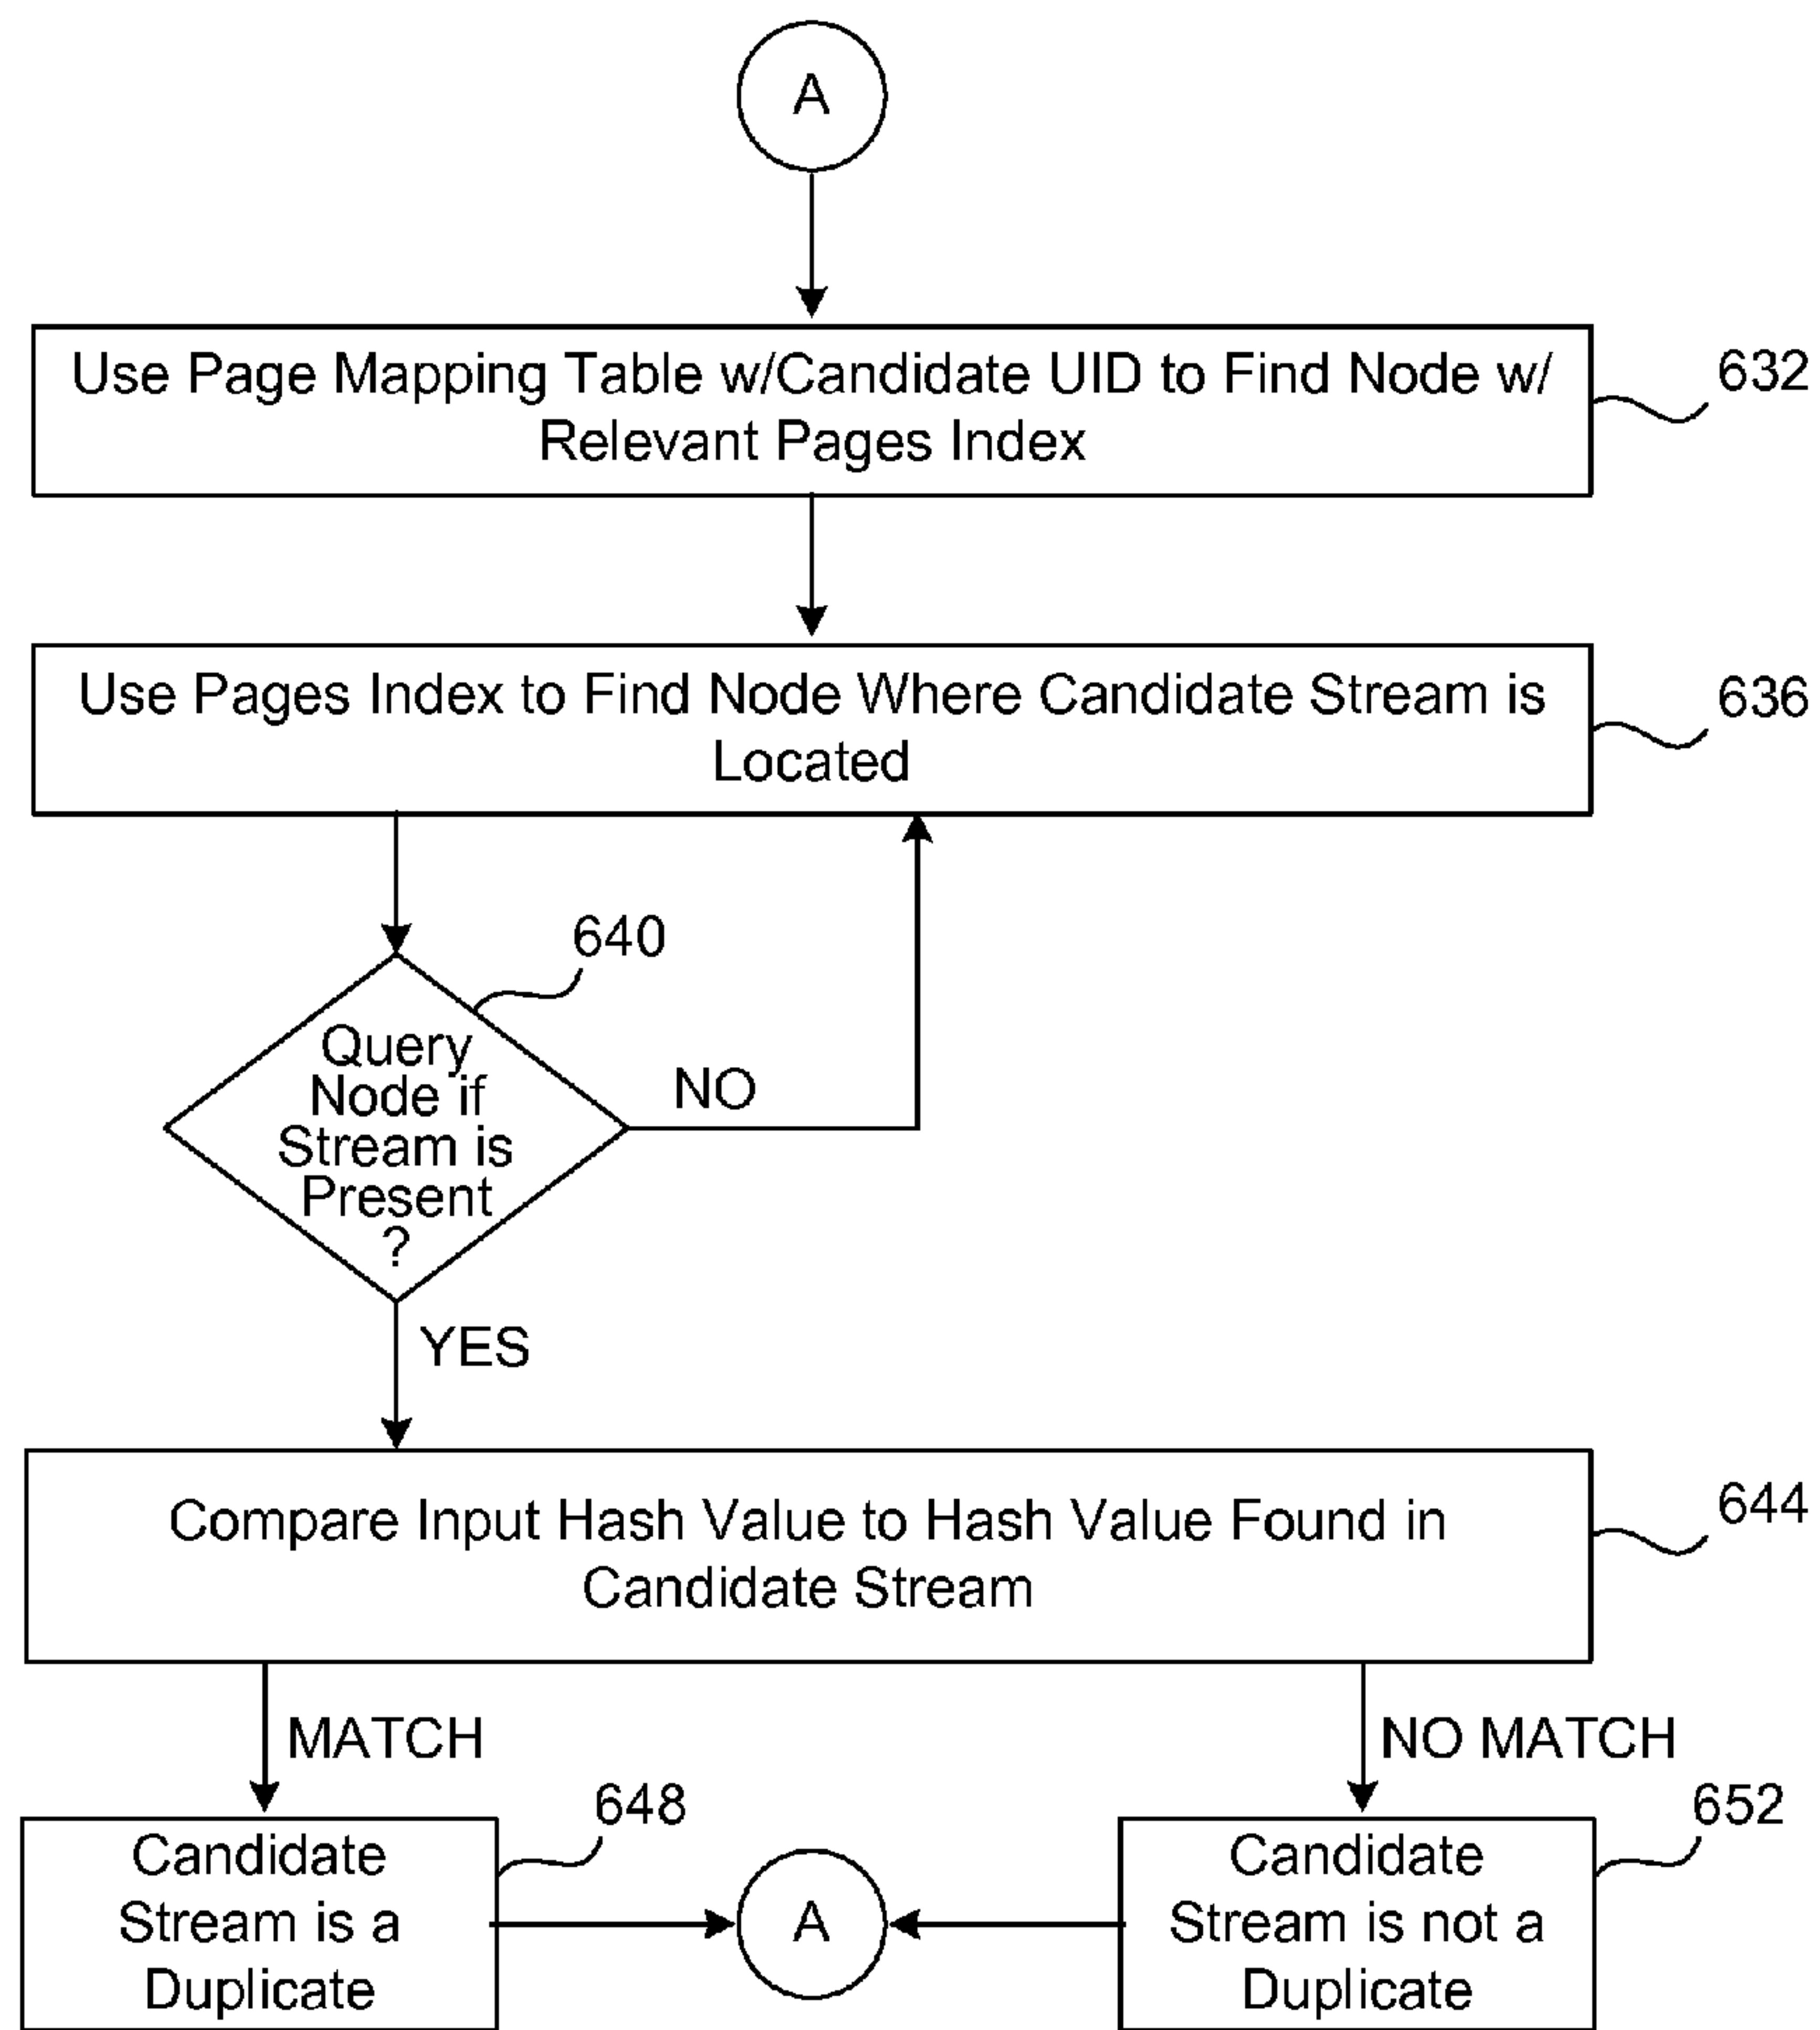 A
Use Page Mapping Table w/Candidate UID to Find Node w/
Relevant Pages Index
632
Use Pages Index to Find Node Where Candidate Stream is
Located
636
640
Query
Node if
Stream is
Present
?
NO
YES
Compare Input Hash Value to Hash Value Found in
Candidate Stream
644
MATCH
NO MATCH
648
Candidate
Stream is a
Duplicate
A
652
Candidate
Stream is not a
Duplicate